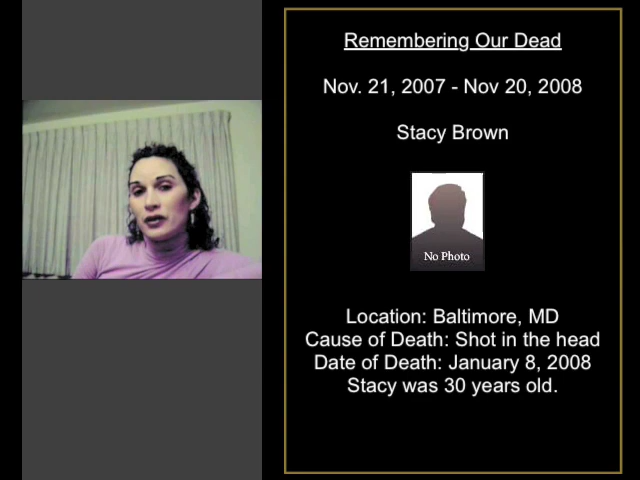 Remembering Our Dead
Nov. 21, 2007 - Nov 20, 2008
Stacy Brown
No Photo
Location: Baltimore, MD
Cause of Death: Shot in the head
Date of Death: January 8, 2008
Stacy was 30 years old.